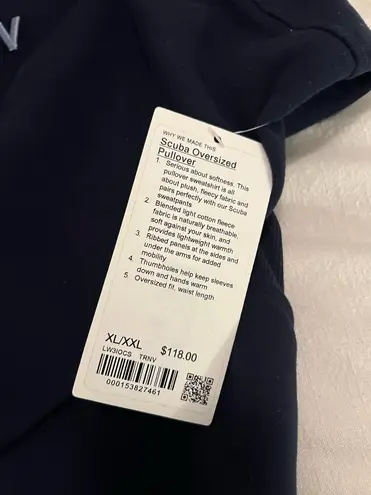 V
WHY WE MADE THIS
Scuba Oversized
Pullover
1. Serious about softness. This
pullover sweatshirt is all
about plush, fleecy fabric and
pairs perfectly with our Scuba
sweatpants
2. Blended light cotton fleece
fabric is naturally breathable,
soft against your skin, and
provides lightweight warmth
3. Ribbed panels at the sides and
under the arms for added
mobility
4. Thumbholes help keep sleeves
down and hands warm
5. Oversized fit, waist length
XL/XXL $118.00
LW3IOCS TRNV
000153827461